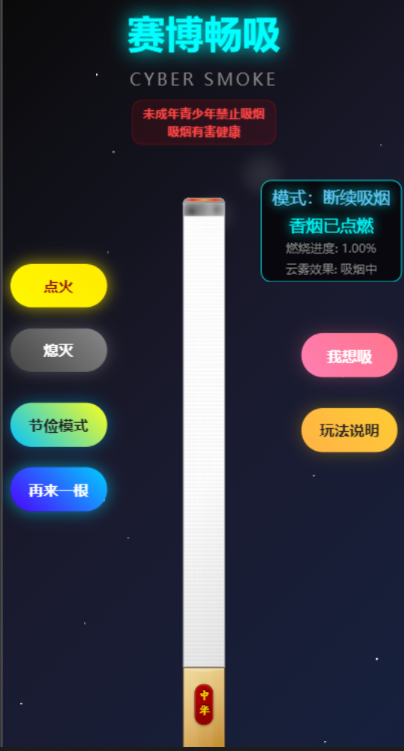 赛博畅吸
CYBER SMOKE
未成年青少年禁止吸烟
吸烟有害健康
模式：断续吸烟
香烟已点燃
燃烧进度: 1.00%
云雾效果: 吸烟中
点火
熄灭
我想吸
节俭模式
玩法说明
再来一根
中
华